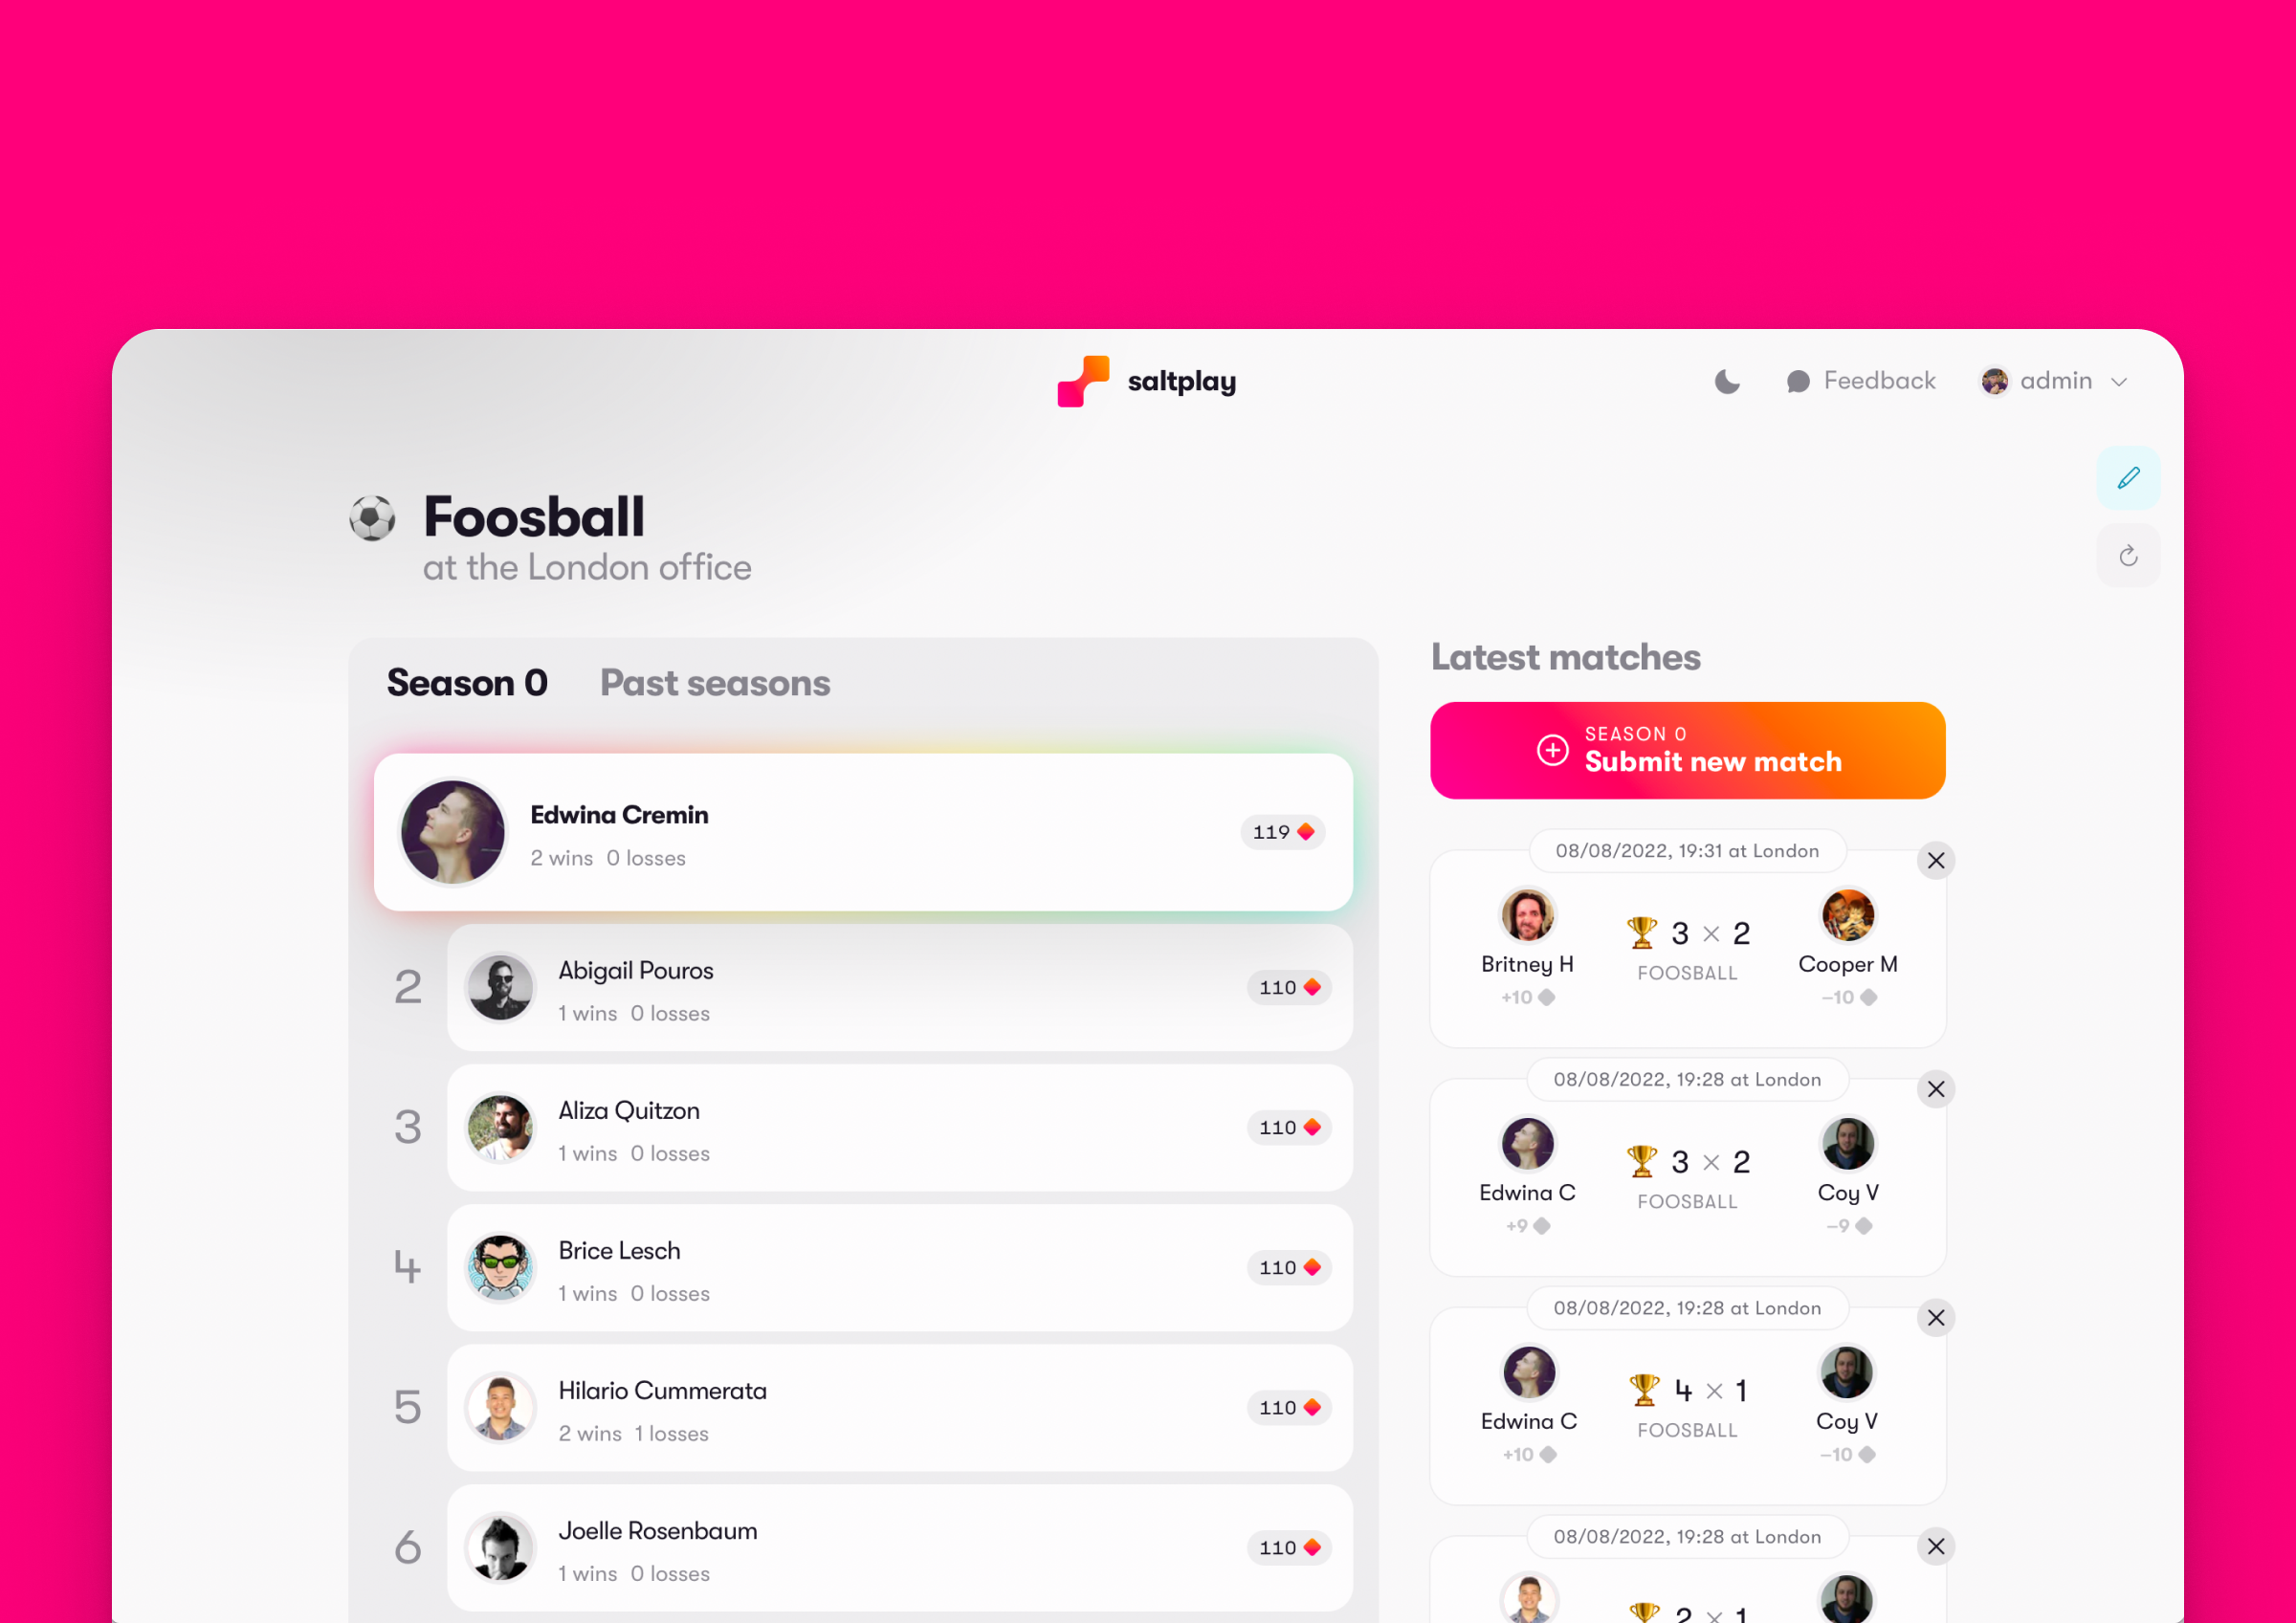 saltplay
Feedback
admin
Foosball
at the London office
Season 0 Past seasons
Edwina Cremin
2 wins 0 losses
119
2
Abigail Pouros
1 wins 0 losses
110
3
Aliza Quitzon
1 wins 0 losses
110
4
Brice Lesch
1 wins 0 losses
110
5
Hilario Cummerata
2 wins 1 losses
110
6
Joelle Rosenbaum
1 wins 0 losses
110
Latest matches
SEASON 0
Submit new match
08/08/2022, 19:31 at London
3 × 2
FOOSBALL
Britney H
+10
Cooper M
−10
08/08/2022, 19:28 at London
3 × 2
FOOSBALL
Edwina C
+9
Coy V
−9
08/08/2022, 19:28 at London
4 × 1
FOOSBALL
Edwina C
+10
Coy V
−10
08/08/2022, 19:28 at London
2 × 1